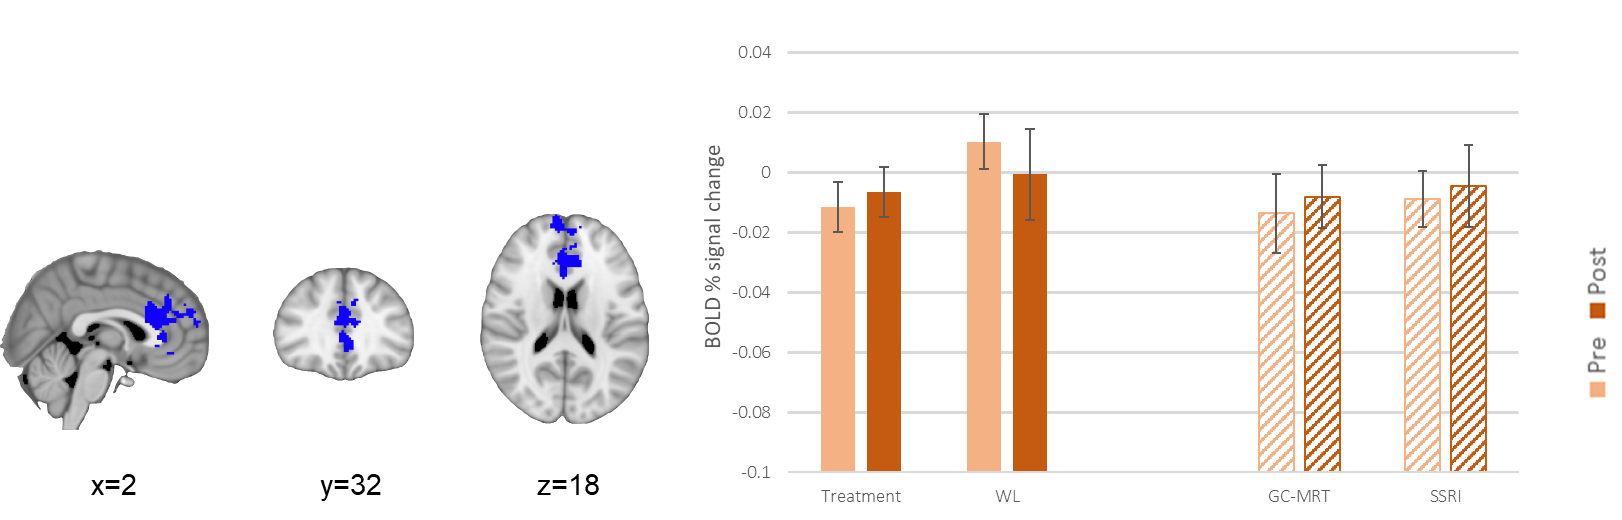 x=2
y=32
z=18
BOLD % signal change
0.04
0.02
0
-0.02
-0.04
-0.06
-0.08
-0.1
Treatment
WL
GC-MRT
SSRI
Pre
Post